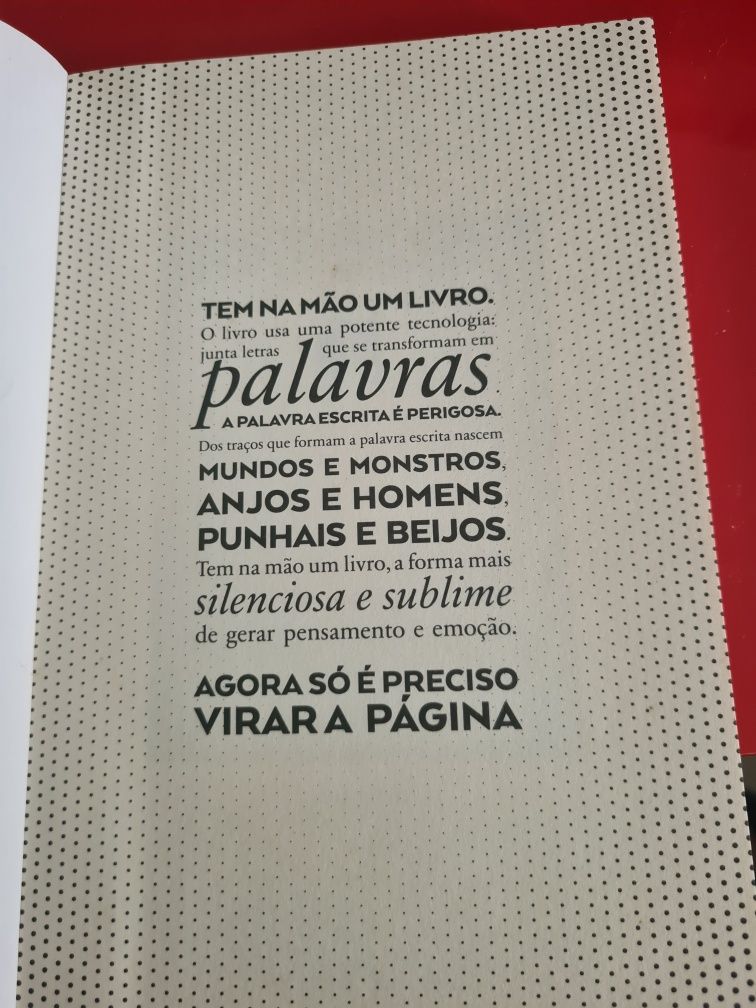 TEM NA MÃO UM LIVRO.
O livro usa uma potente tecnologia:
junta letras que se transformam em
palavras
A PALAVRA ESCRITA É PERIGOSA.
Dos traços que formam a palavra escrita nascem
MUNDOS E MONSTROS,
ANJOS E HOMENS,
PUNHAIS E BEIJOS.
Tem na mão um livro, a forma mais
silenciosa e sublime
de gerar pensamento e emoção.
AGORA SÓ É PRECISO
VIRAR A PÁGINA